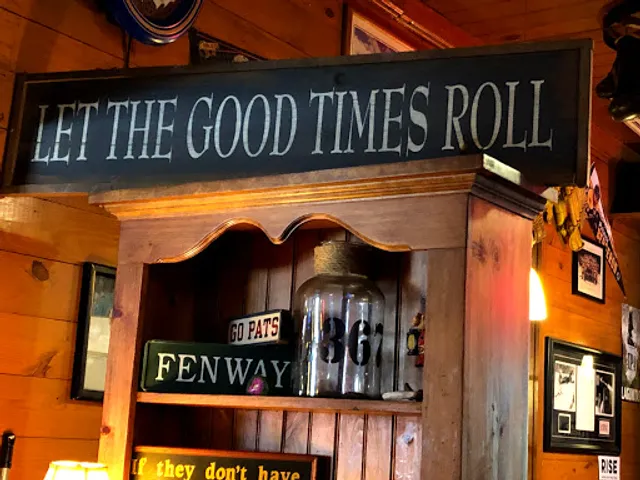 LET THE GOOD TIMES ROLL
GO PATS
FENWAY
367
If they don't have
RISE